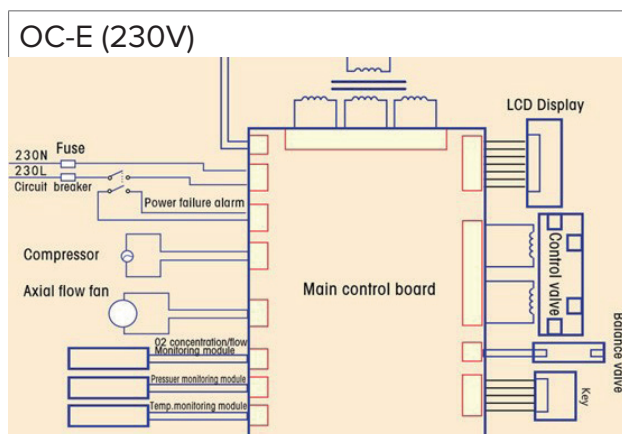 OC-E (230V)
LCD Display
Fuse
230N
230L
Circuit breaker
Power failure alarm
Compressor
Control valve
Axial flow fan
Main control board
O2 concentration/flow
Monitoring module
Balance valve
Pressuer monitoring module
Key
Temp.monitoring module